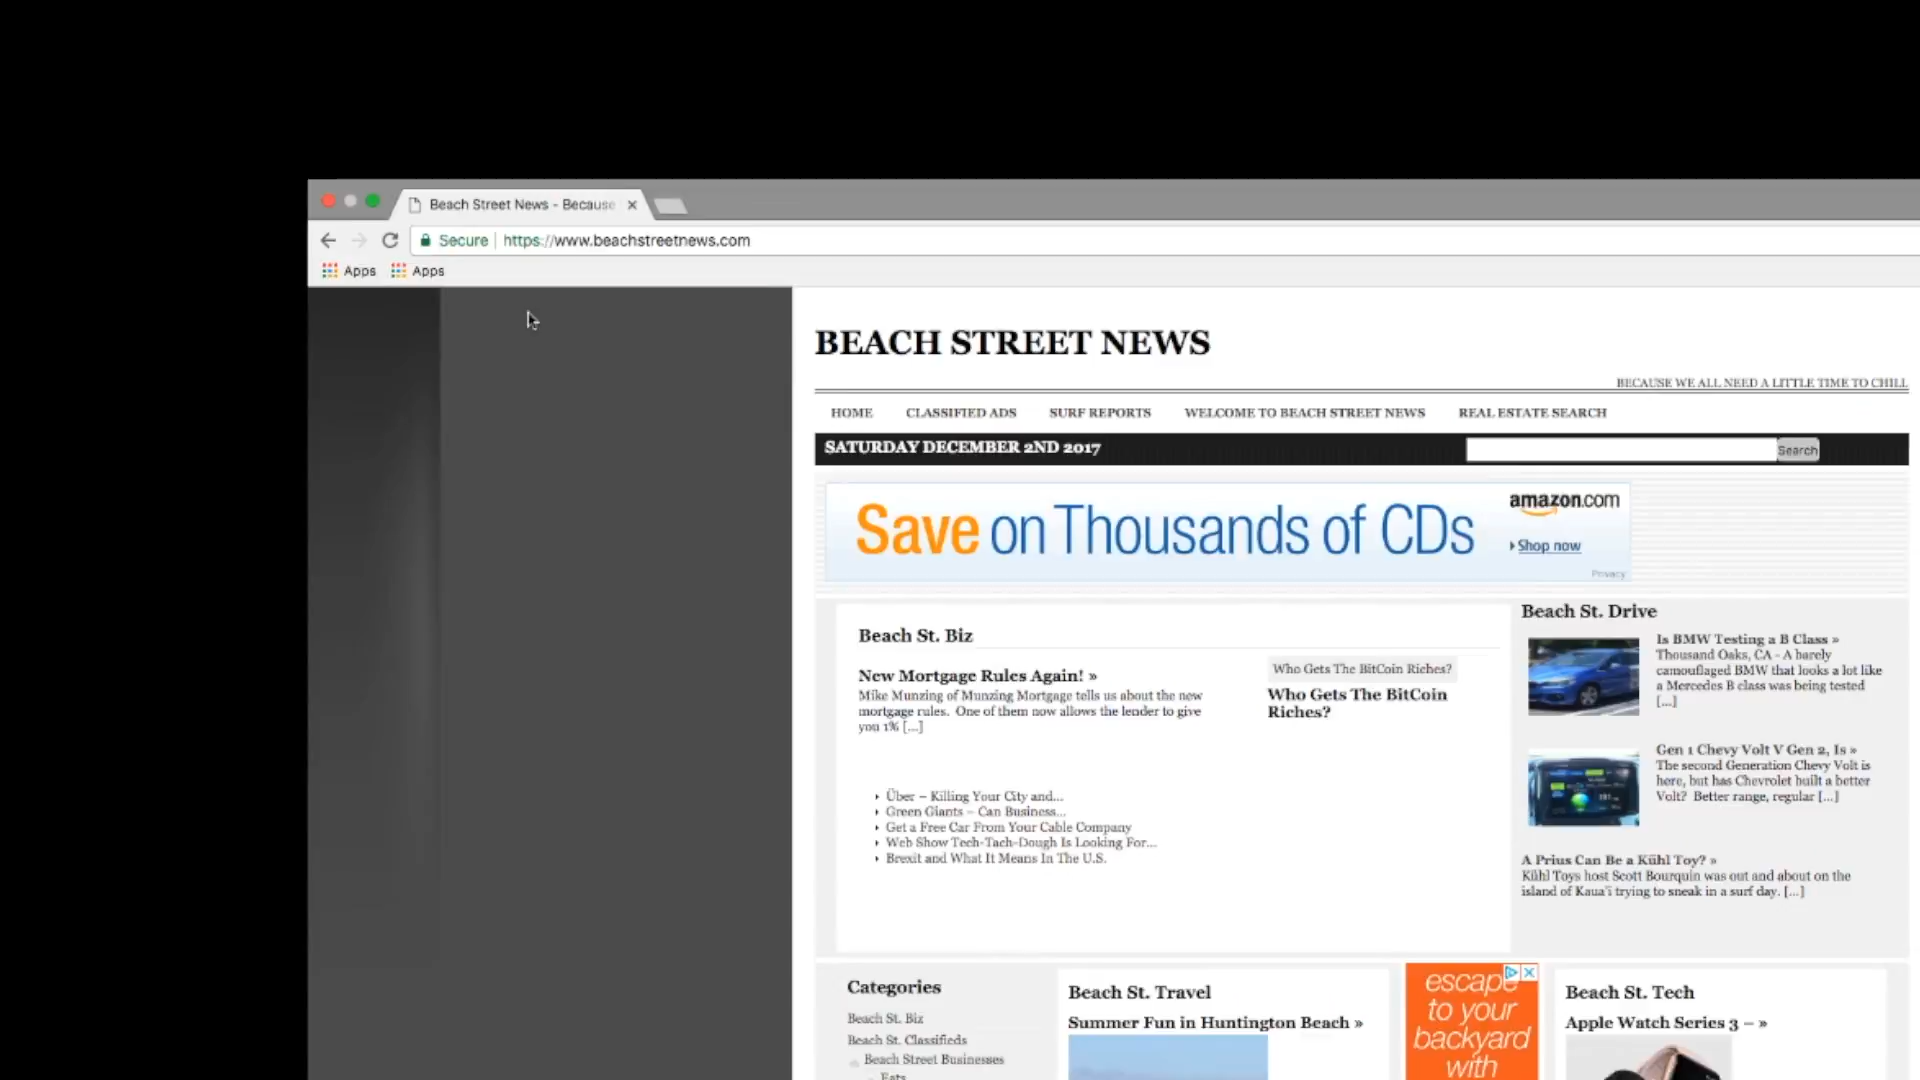 Beach Street News - Because
Secure https://www.beachstreetnews.com
Apps Apps
BEACH STREET NEWS
BECAUSE WE ALL NEED A LITTLE TIME TO CHILL
HOME CLASSIFIED ADS SURF REPORTS WELCOME TO BEACH STREET NEWS REAL ESTATE SEARCH
SATURDAY DECEMBER 2ND 2017
Search
Save on Thousands of CDs
amazon.com
Shop now
Privacy
Beach St. Biz
New Mortgage Rules Again! »
Mike Munzing of Munzing Mortgage tells us about the new
mortgage rules. One of them now allows the lender to give
you 1% [...]
Who Gets The BitCoin Riches?
Who Gets The BitCoin
Riches?
Über – Killing Your City and...
Green Giants – Can Business...
Get a Free Car From Your Cable Company
Web Show Tech-Tach-Dough Is Looking For...
Brexit and What It Means In The U.S.
Beach St. Drive
Is BMW Testing a B Class »
Thousand Oaks, CA - A barely
camouflaged BMW that looks a lot like
a Mercedes B class was being tested
[...]
Gen 1 Chevy Volt V Gen 2, Is »
The second Generation Chevy Volt is
here, but has Chevrolet built a better
Volt? Better range, regular [...]
A Prius Can Be a Kühl Toy? »
Kühl Toys host Scott Bourquin was out and about on the
island of Kaua'i trying to sneak in a surf day. [...]
Categories
Beach St. Biz
Beach St. Classifieds
Beach Street Businesses
Eats
Beach St. Travel
Summer Fun in Huntington Beach »
escape
to your
backyard
with
Beach St. Tech
Apple Watch Series 3 – »